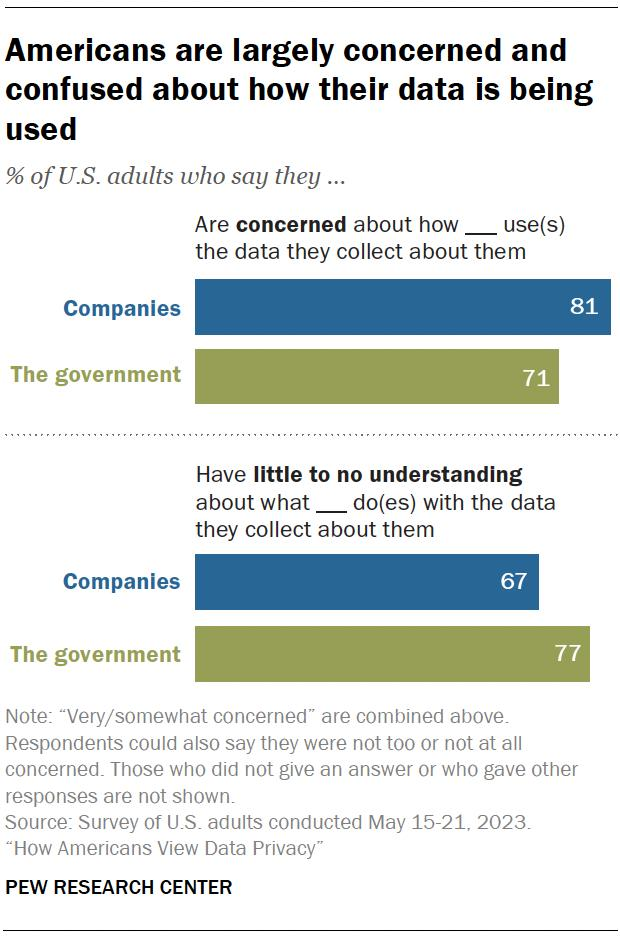 Americans are largely concerned and
confused about how their data is being
used
% of U.S. adults who say they ...
Are concerned about how ___ use(s)
the data they collect about them
Companies 81
The government 71
Have little to no understanding
about what ___ do(es) with the data
they collect about them
Companies 67
The government 77
Note: “Very/somewhat concerned” are combined above.
Respondents could also say they were not too or not at all
concerned. Those who did not give an answer or who gave other
responses are not shown.
Source: Survey of U.S. adults conducted May 15-21, 2023.
“How Americans View Data Privacy”
PEW RESEARCH CENTER